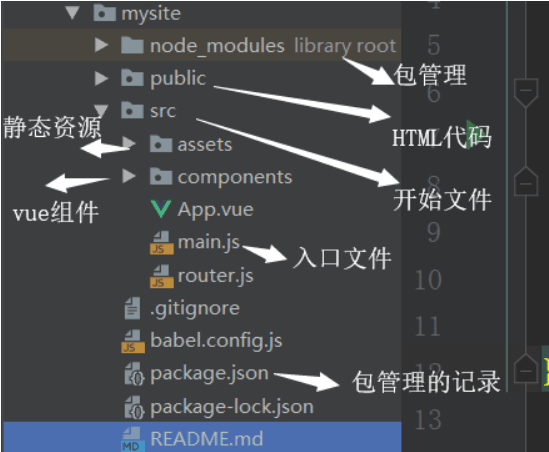 mysite
node_modules library root
包管理
public
src
静态资源
HTML代码
assets
components
开始文件
vue组件
App.vue
main.js
入口文件
router.js
.gitignore
babel.config.js
package.json
包管理的记录
package-lock.json
README.md
5
6
8
9
10
11
12
13